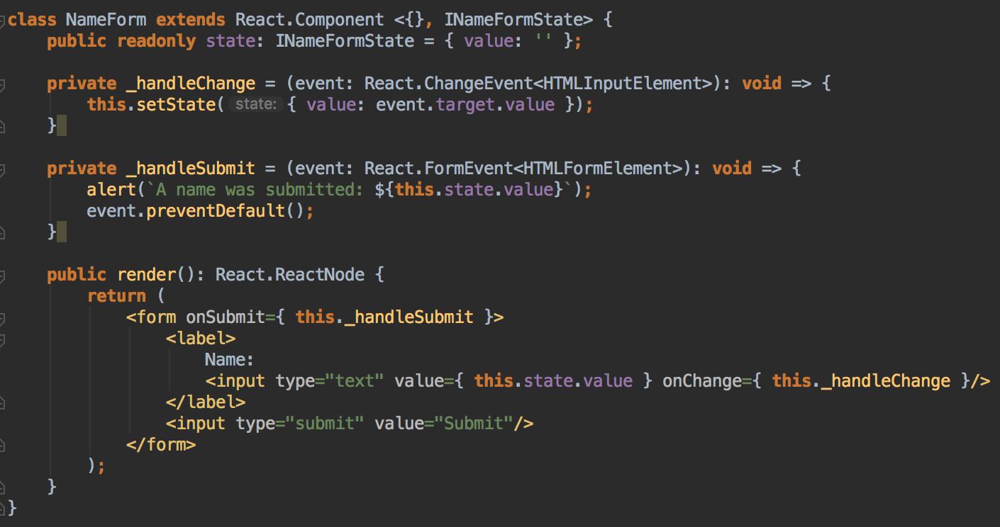 class NameForm extends React.Component <{}, INameFormState> {
    public readonly state: INameFormState = { value: '' };

    private _handleChange = (event: React.ChangeEvent<HTMLInputElement>): void => {
        this.setState( state: { value: event.target.value });
    }

    private _handleSubmit = (event: React.FormEvent<HTMLFormElement>): void => {
        alert(`A name was submitted: ${this.state.value}`);
        event.preventDefault();
    }

    public render(): React.ReactNode {
        return (
            <form onSubmit={ this._handleSubmit }>
                <label>
                    Name:
                    <input type="text" value={ this.state.value } onChange={ this._handleChange }/>
                </label>
                <input type="submit" value="Submit"/>
            </form>
        );
    }
}